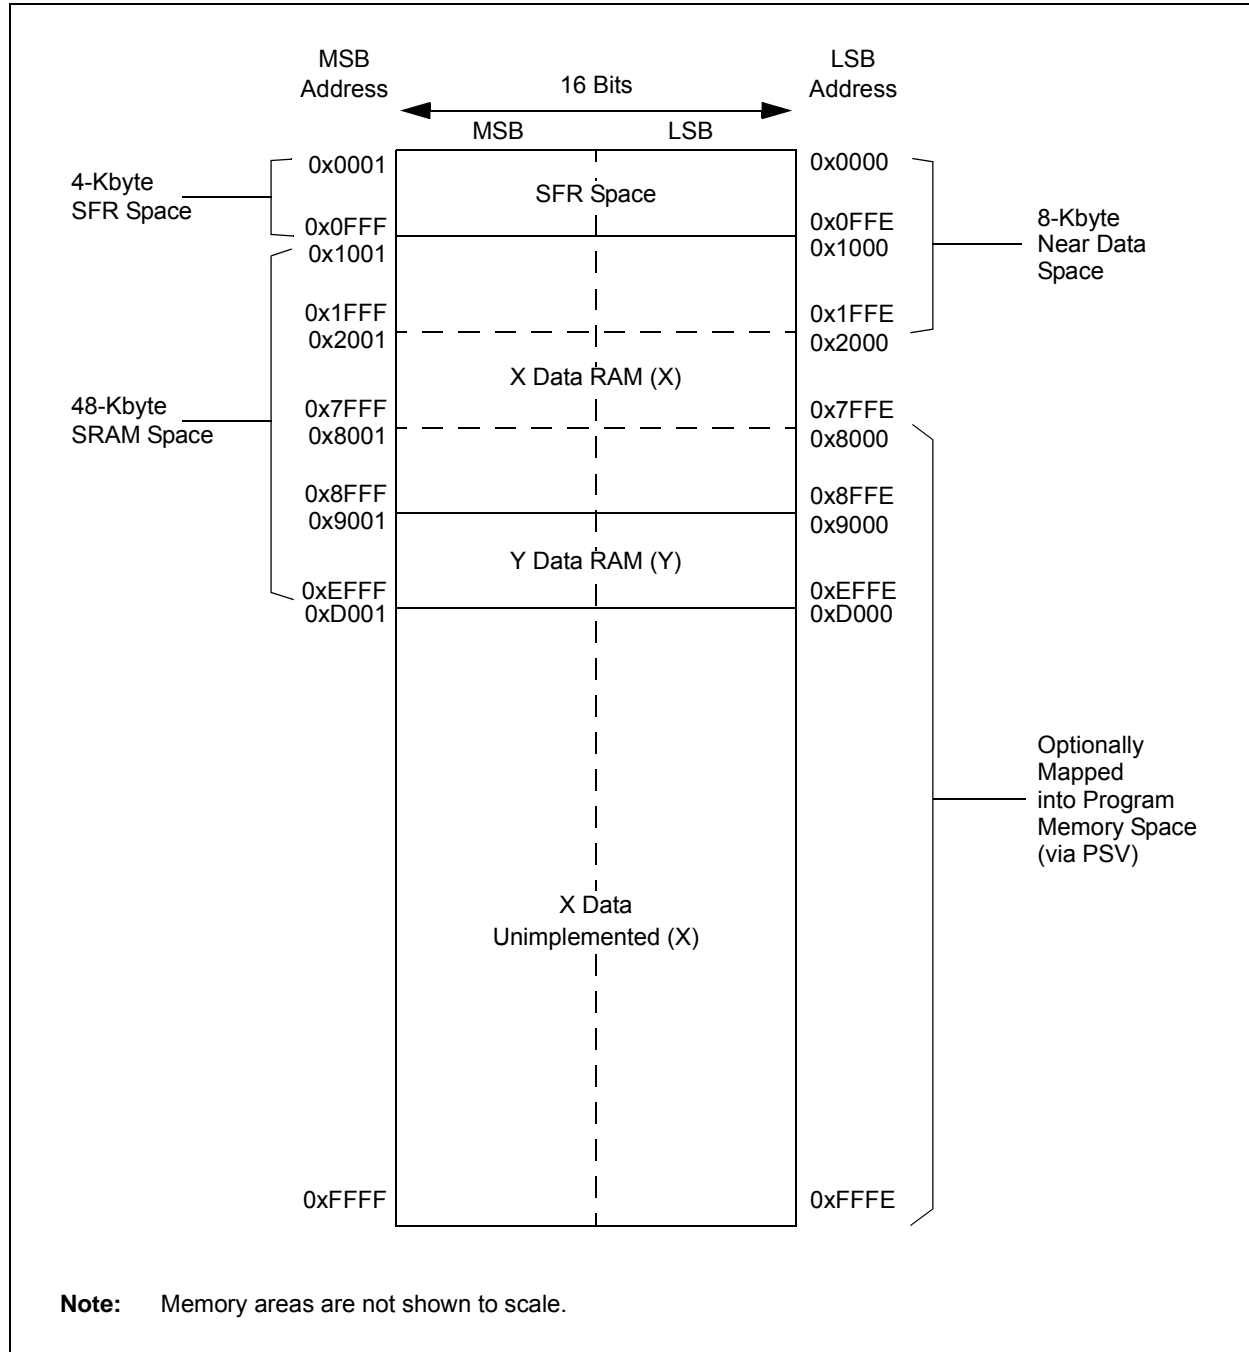 MSB
Address
LSB
Address
16 Bits
MSB
LSB
4-Kbyte
SFR Space
0x0001
0x0000
SFR Space
0x0FFF
0x0FFE
0x1001
0x1000
8-Kbyte
Near Data
Space
0x1FFF
0x1FFE
0x2001
0x2000
X Data RAM (X)
48-Kbyte
SRAM Space
0x7FFF
0x7FFE
0x8001
0x8000
0x8FFF
0x8FFE
0x9001
0x9000
Y Data RAM (Y)
0xEFFF
0xEFFE
0xD001
0xD000
Optionally
Mapped
into Program
Memory Space
(via PSV)
X Data
Unimplemented (X)
0xFFFF
0xFFFE
Note: Memory areas are not shown to scale.